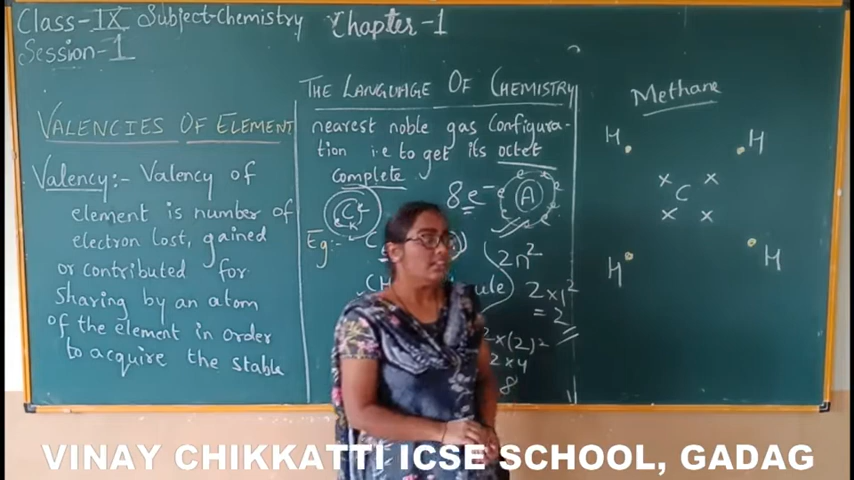 Class-IX Subject-Chemistry Chapter-1
Session-1
VALENCIES OF ELEMENT
Valency:- Valency of
element is number of
electron lost, gained
or contributed for
sharing by an atom
of the element in order
to acquire the stable
THE LANGUAGE OF CHEMISTRY
nearest noble gas Configura-
tion i.e to get its octet
complete
8e⁻
A
C
Eg:- C
2n²
2×1²
= 2
×(2)²
2×4
8
Methane
H H
x x
C
x x
H H
VINAY CHIKKATTI ICSE SCHOOL, GADAG